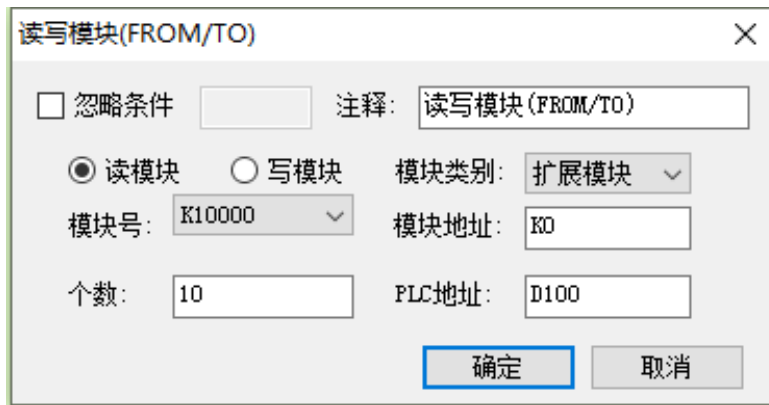 读写模块(FROM/TO)
忽略条件 注释: 读写模块(FROM/TO)
读模块 写模块 模块类别: 扩展模块
模块号: K10000 模块地址: K0
个数: 10 PLC地址: D100
确定 取消